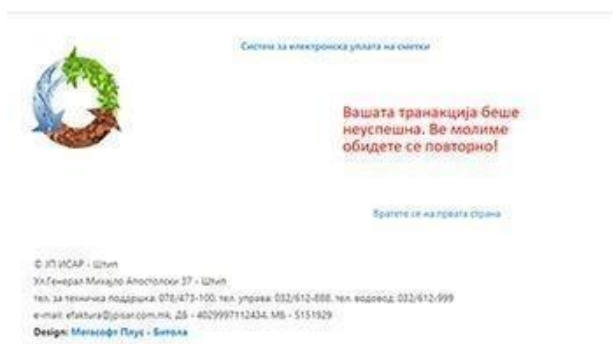 Систем за електронска уплата на сметки
Вашата транакција беше
неуспешна. Ве молиме
обидете се повторно!
Вратете се на првата страна
© ЈП ИСАР - Штип
Ул.Генерал Михајло Апостолски 37 - Штип
тел. за техничка поддршка: 078/473-100, тел. управа: 032/612-888, тел. водовод: 032/612-999
e-mail: efaktura@jpisar.com.mk, ДБ - 4029997112434, МБ - 5151929
Design: Мегасофт Плус - Битола